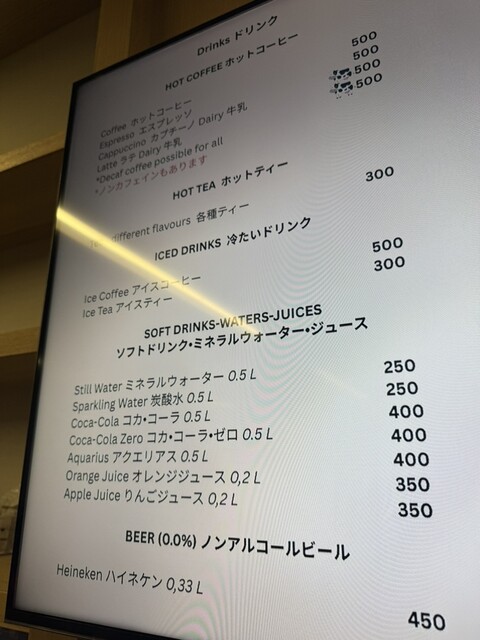 Drinks ドリンク
HOT COFFEE ホットコーヒー
Coffee ホットコーヒー 500
Espresso エスプレッソ 500
Cappuccino カプチーノ Dairy 牛乳 500
Latte ラテ Dairy 牛乳 500
*Decaf coffee possible for all
*ノンカフェインもあります
HOT TEA ホットティー
different flavours 各種ティー 300
ICED DRINKS 冷たいドリンク
Ice Coffee アイスコーヒー 500
Ice Tea アイスティー 300
SOFT DRINKS-WATERS-JUICES
ソフトドリンク•ミネラルウォーター•ジュース
Still Water ミネラルウォーター 0.5 L 250
Sparkling Water 炭酸水 0.5 L 250
Coca-Cola コカ•コーラ 0.5 L 400
Coca-Cola Zero コカ•コーラ•ゼロ 0.5 L 400
Aquarius アクエリアス 0.5 L 400
Orange Juice オレンジジュース 0,2 L 350
Apple Juice りんごジュース 0,2 L 350
BEER (0.0%) ノンアルコールビール
Heineken ハイネケン 0,33 L 450